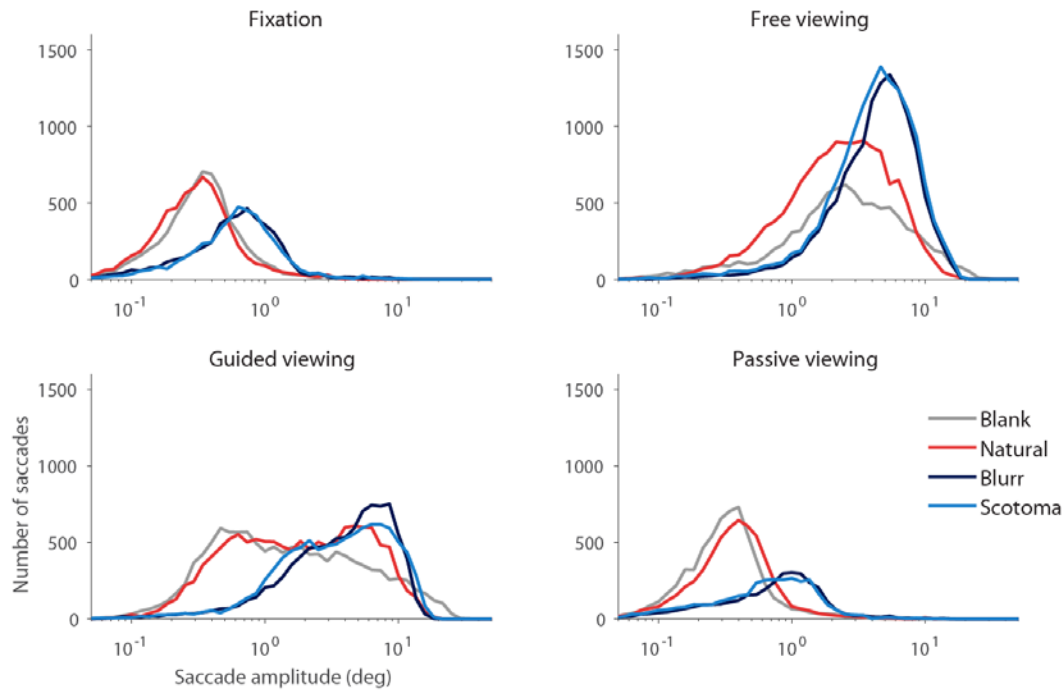 Fixation
1500
1000
500
0
10^-1
10^0
10^1
Free viewing
1500
1000
500
0
10^-1
10^0
10^1
Guided viewing
1500
1000
500
0
10^-1
10^0
10^1
Number of saccades
Saccade amplitude (deg)
Passive viewing
1500
1000
500
0
10^-1
10^0
10^1
Blank
Natural
Blurr
Scotoma